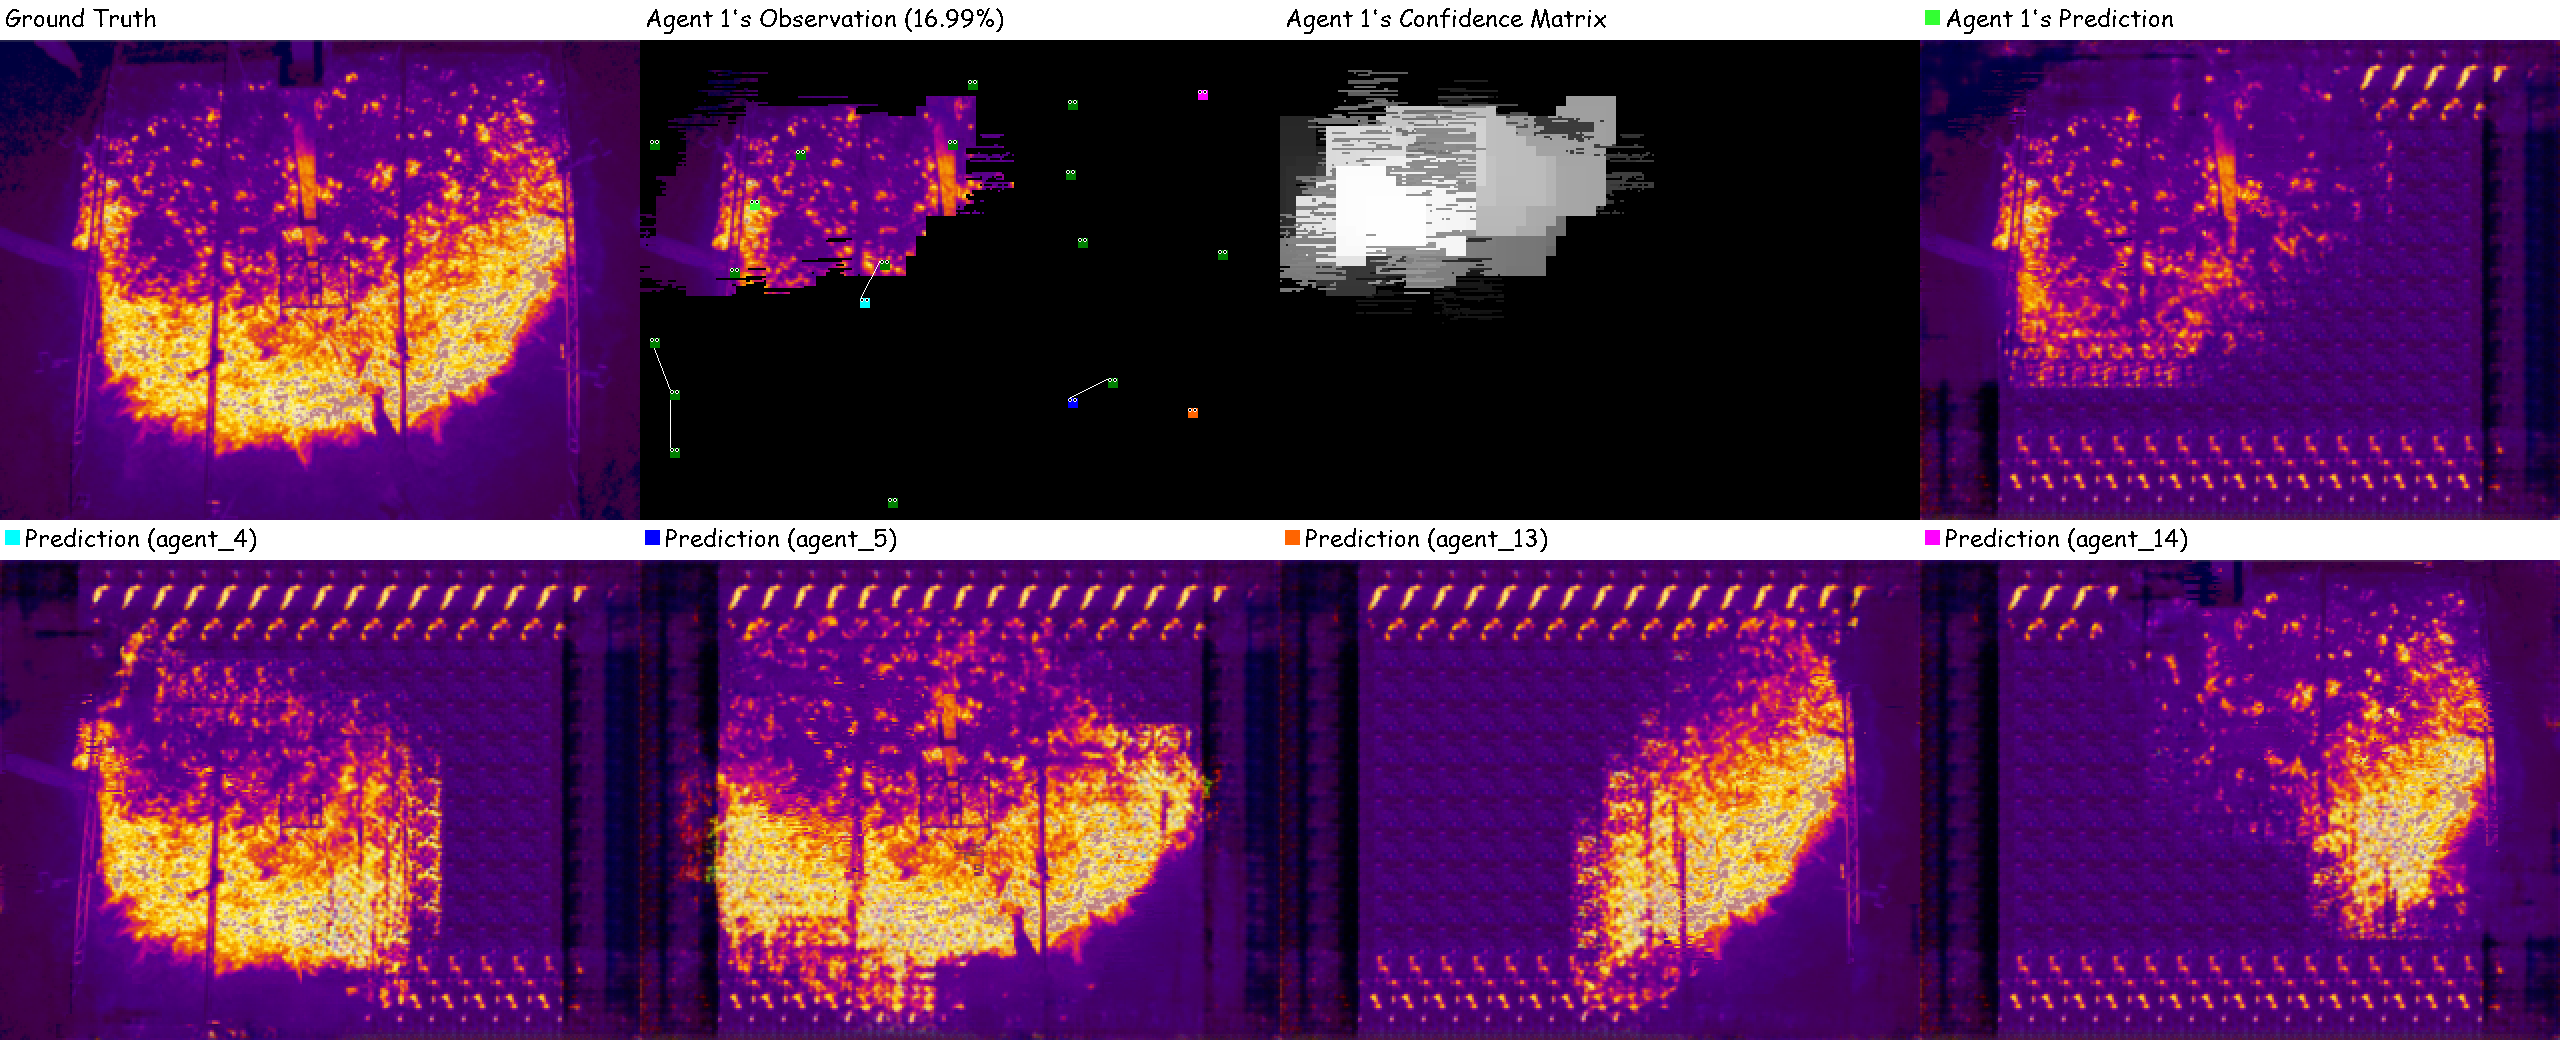 Ground Truth
Agent 1's Observation (16.99%)
Agent 1's Confidence Matrix
Agent 1's Prediction
Prediction (agent_4)
Prediction (agent_5)
Prediction (agent_13)
Prediction (agent_14)